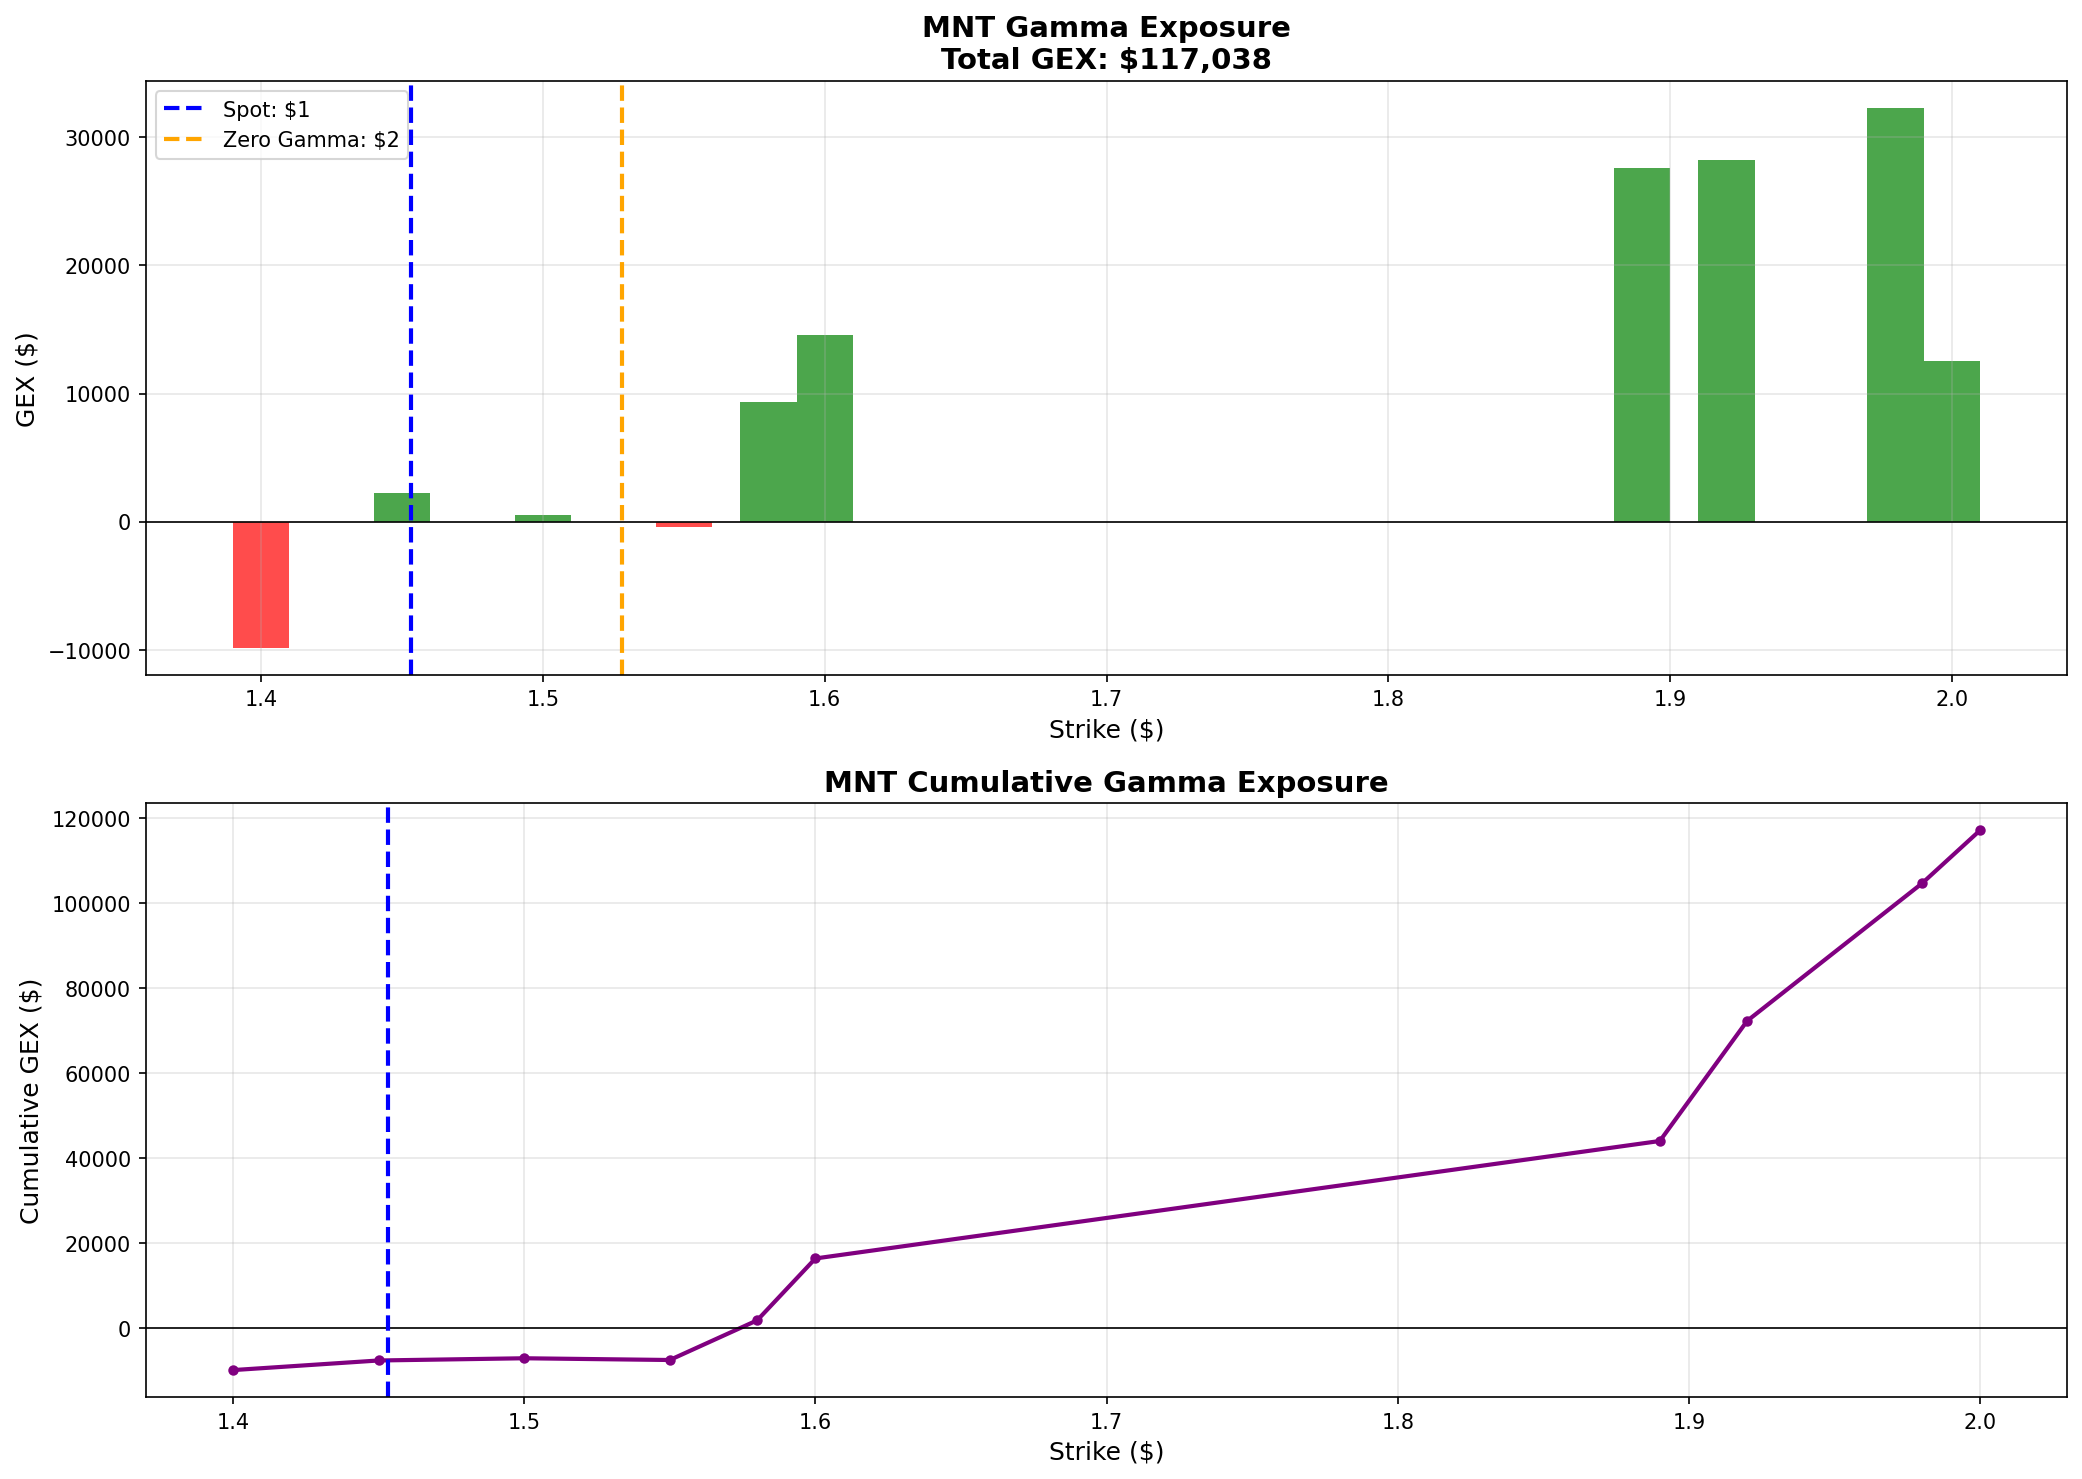 MNT Gamma Exposure
Total GEX: $117,038
Spot: $1
Zero Gamma: $2
GEX ($)
30000
20000
10000
0
−10000
1.4 1.5 1.6 1.7 1.8 1.9 2.0
Strike ($)
MNT Cumulative Gamma Exposure
Cumulative GEX ($)
120000
100000
80000
60000
40000
20000
0
1.4 1.5 1.6 1.7 1.8 1.9 2.0
Strike ($)